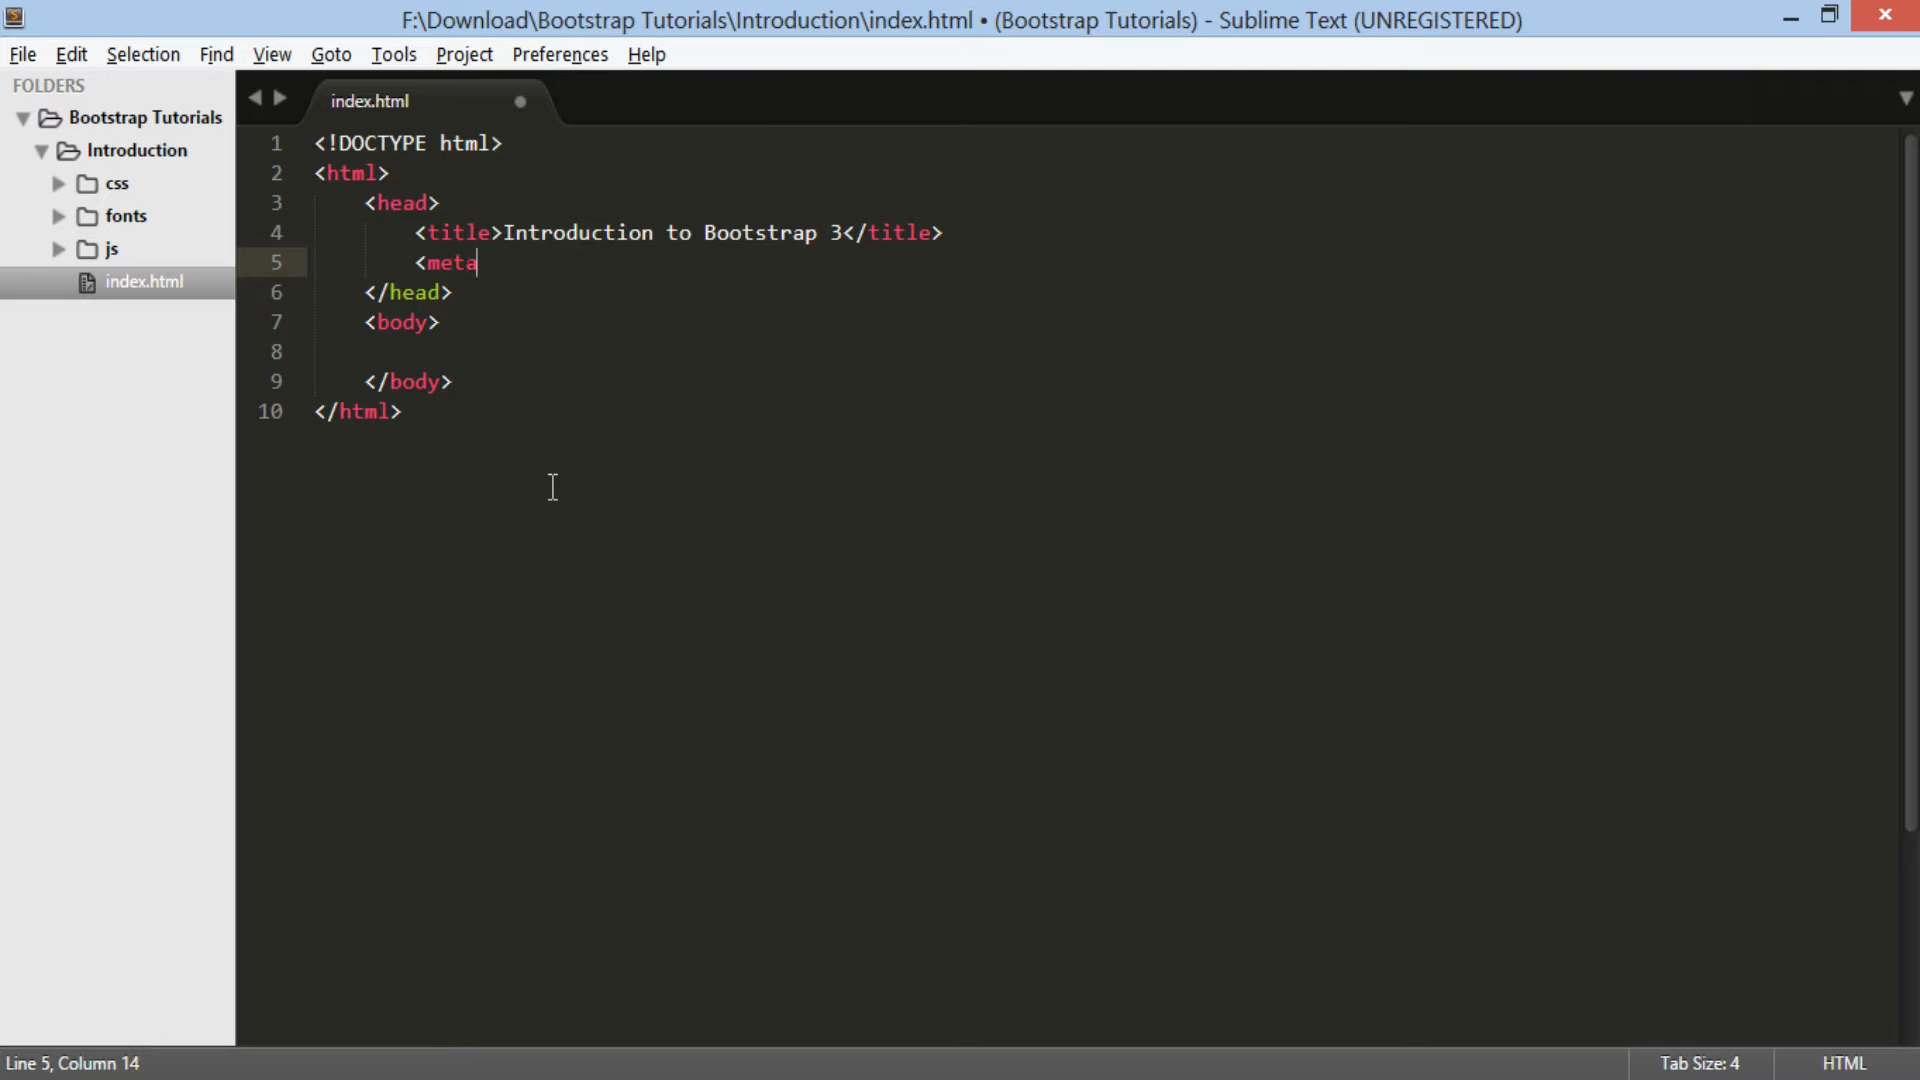 F:\Download\Bootstrap Tutorials\Introduction\index.html • (Bootstrap Tutorials) - Sublime Text (UNREGISTERED)
File Edit Selection Find View Goto Tools Project Preferences Help
FOLDERS
Bootstrap Tutorials
Introduction
css
fonts
js
index.html
index.html
1 <!DOCTYPE html>
2 <html>
3 <head>
4 <title>Introduction to Bootstrap 3</title>
5 <meta
6 </head>
7 <body>
8
9 </body>
10 </html>
Line 5, Column 14
Tab Size: 4
HTML